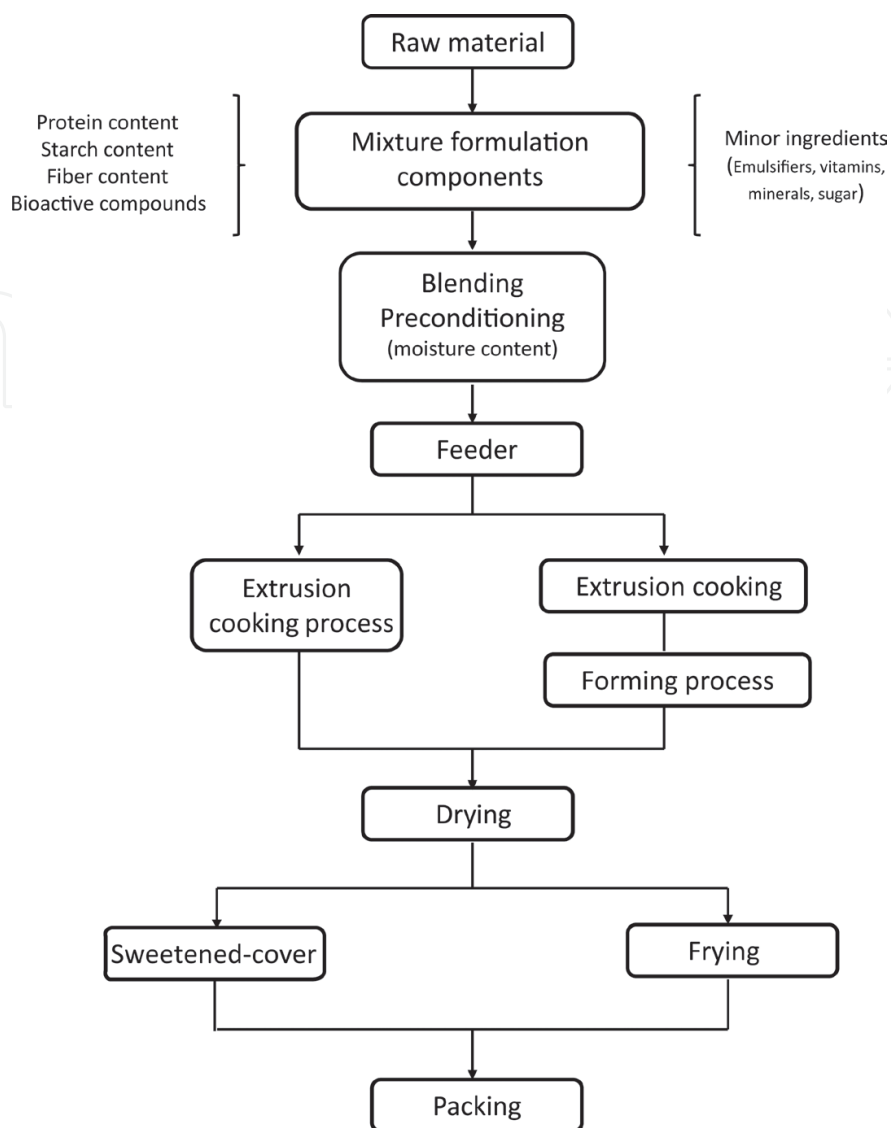 Raw material
Protein content
Starch content
Fiber content
Bioactive compounds
Mixture formulation
components
Minor ingredients
(Emulsifiers, vitamins,
minerals, sugar)
Blending
Preconditioning
(moisture content)
Feeder
Extrusion
cooking process
Extrusion cooking
Forming process
Drying
Sweetened-cover
Frying
Packing